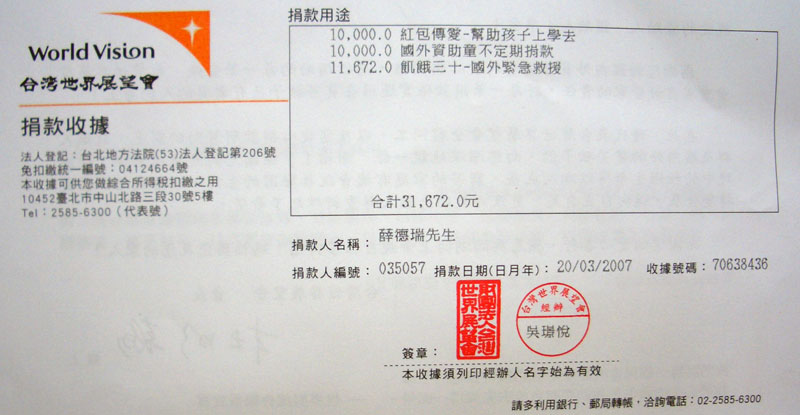 World Vision
台灣世界展望會
捐款收據
法人登記：台北地方法院(53)法人登記第206號
免扣繳統一編號：04124664號
本收據可供您做綜合所得稅扣繳之用
10452臺北市中山北路三段30號5樓
Tel：2585-6300（代表號）
捐款用途
10,000.0 紅包傳愛-幫助孩子上學去
10,000.0 國外資助童不定期捐款
11,672.0 飢餓三十-國外緊急救援
合計31,672.0元
捐款人名稱：薛德瑞先生
捐款人編號：035057 捐款日期(日月年)：20/03/2007 收據號碼：70638436
簽章：
財團法人台灣世界展望會
台灣世界展望會
經辦
吳璟悅
本收據須列印經辦人名字始為有效
請多利用銀行、郵局轉帳，洽詢電話：02-2585-6300